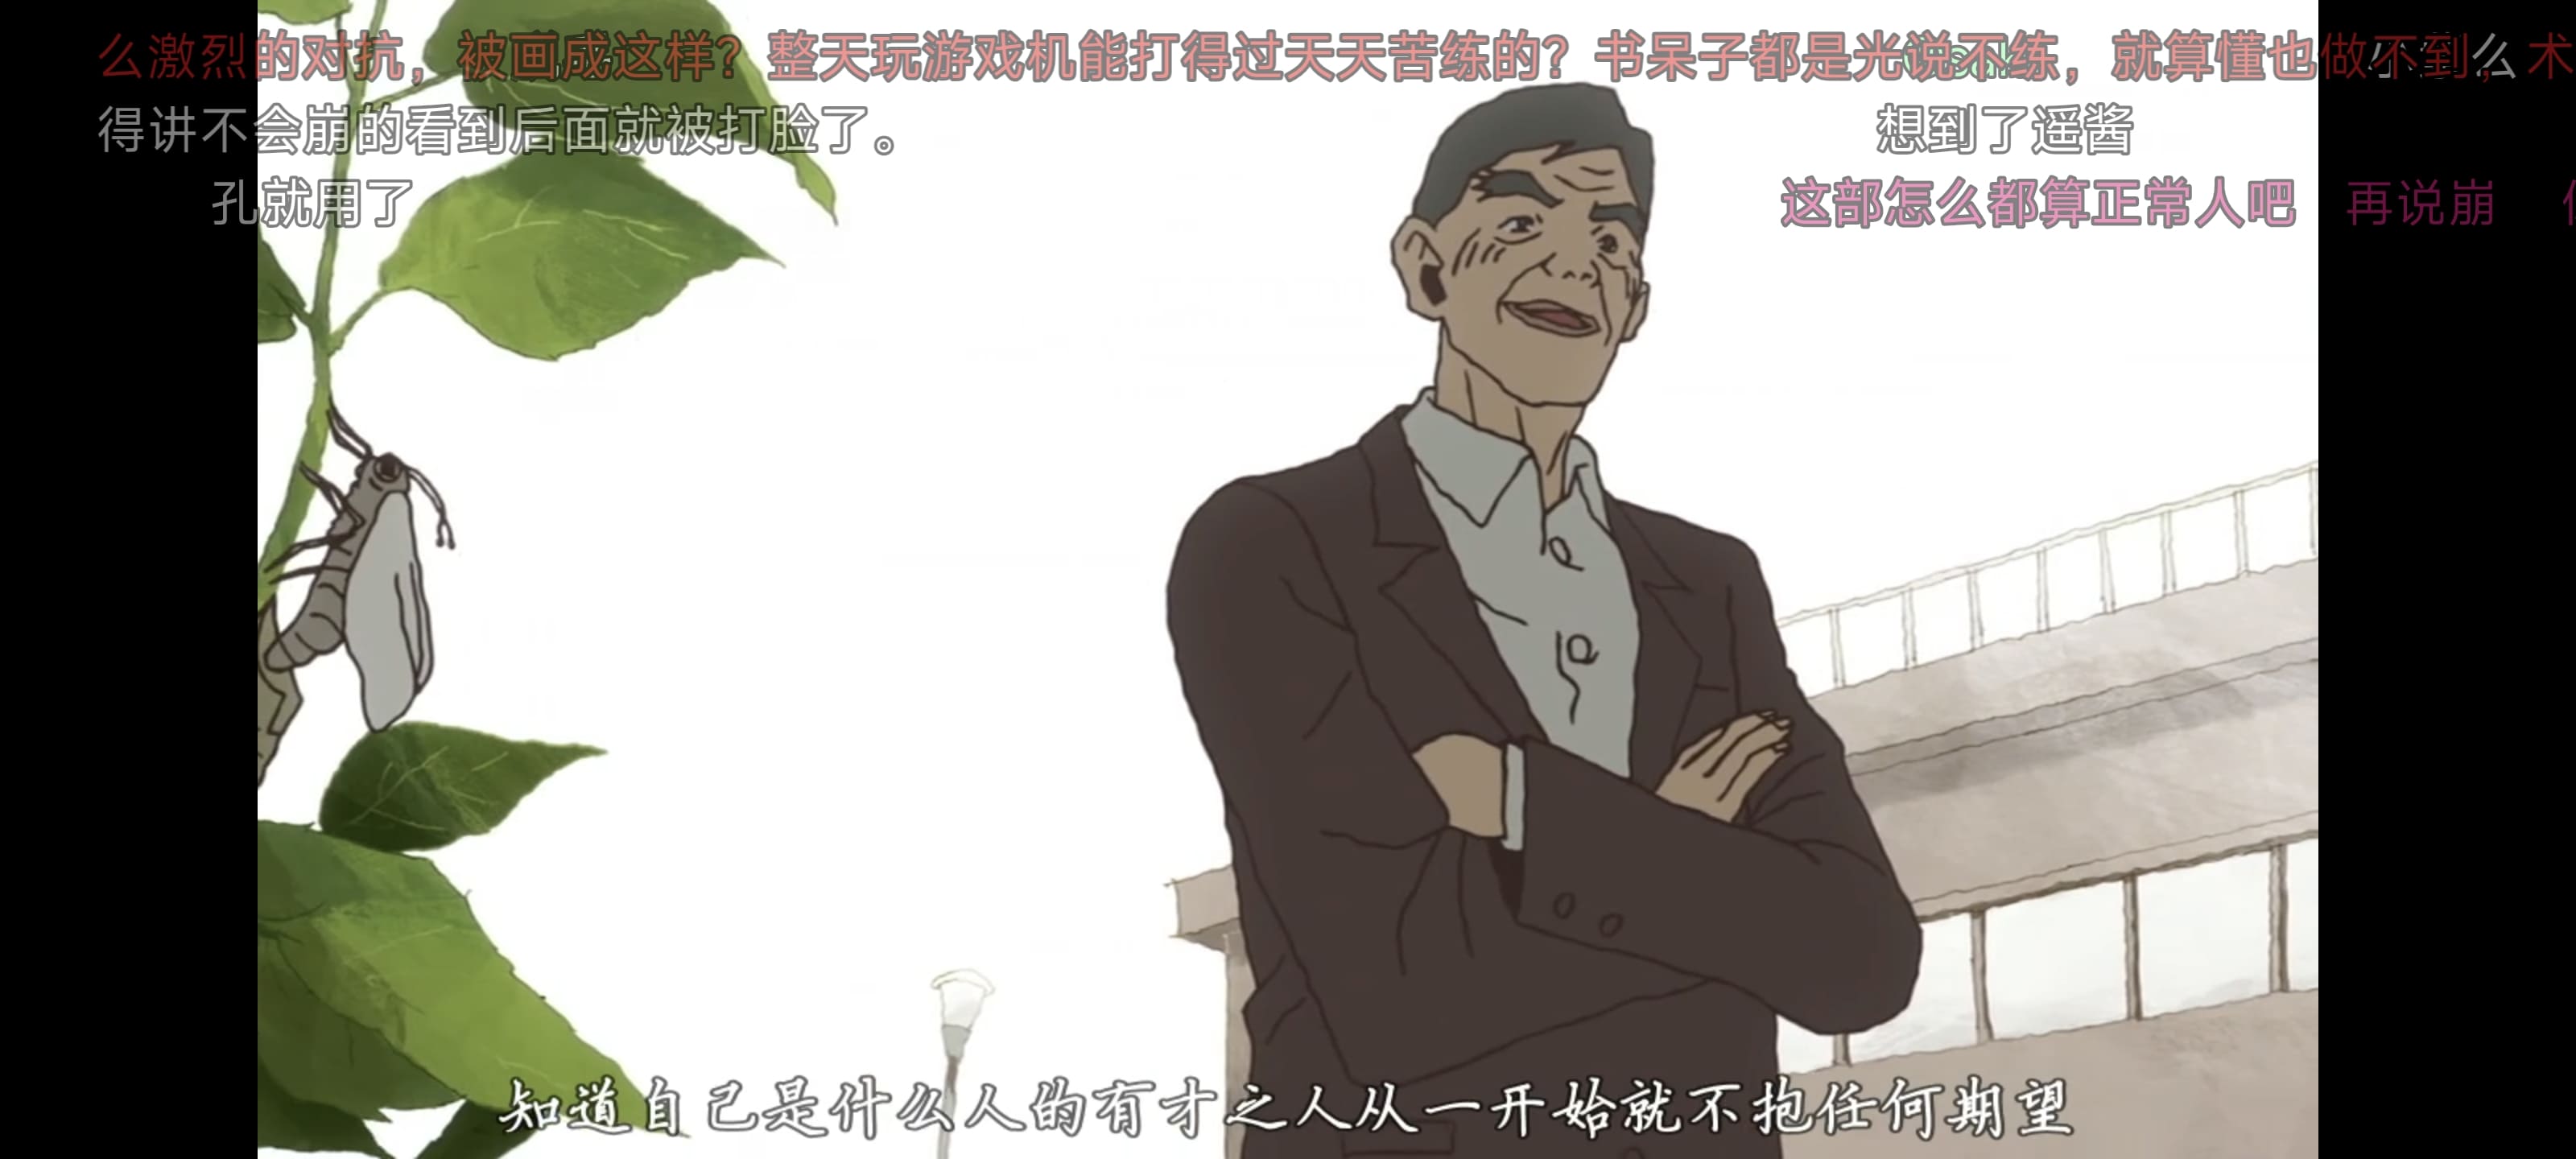 么激烈的对抗，被画成这样？整天玩游戏机能打得过天天苦练的？书呆子都是光说不练，就算懂也做不到，术
得讲不会崩的看到后面就被打脸了。
想到了遥酱
孔就用了
这部怎么都算正常人吧 再说崩
知道自己是什么人的有才之人从一开始就不抱任何期望